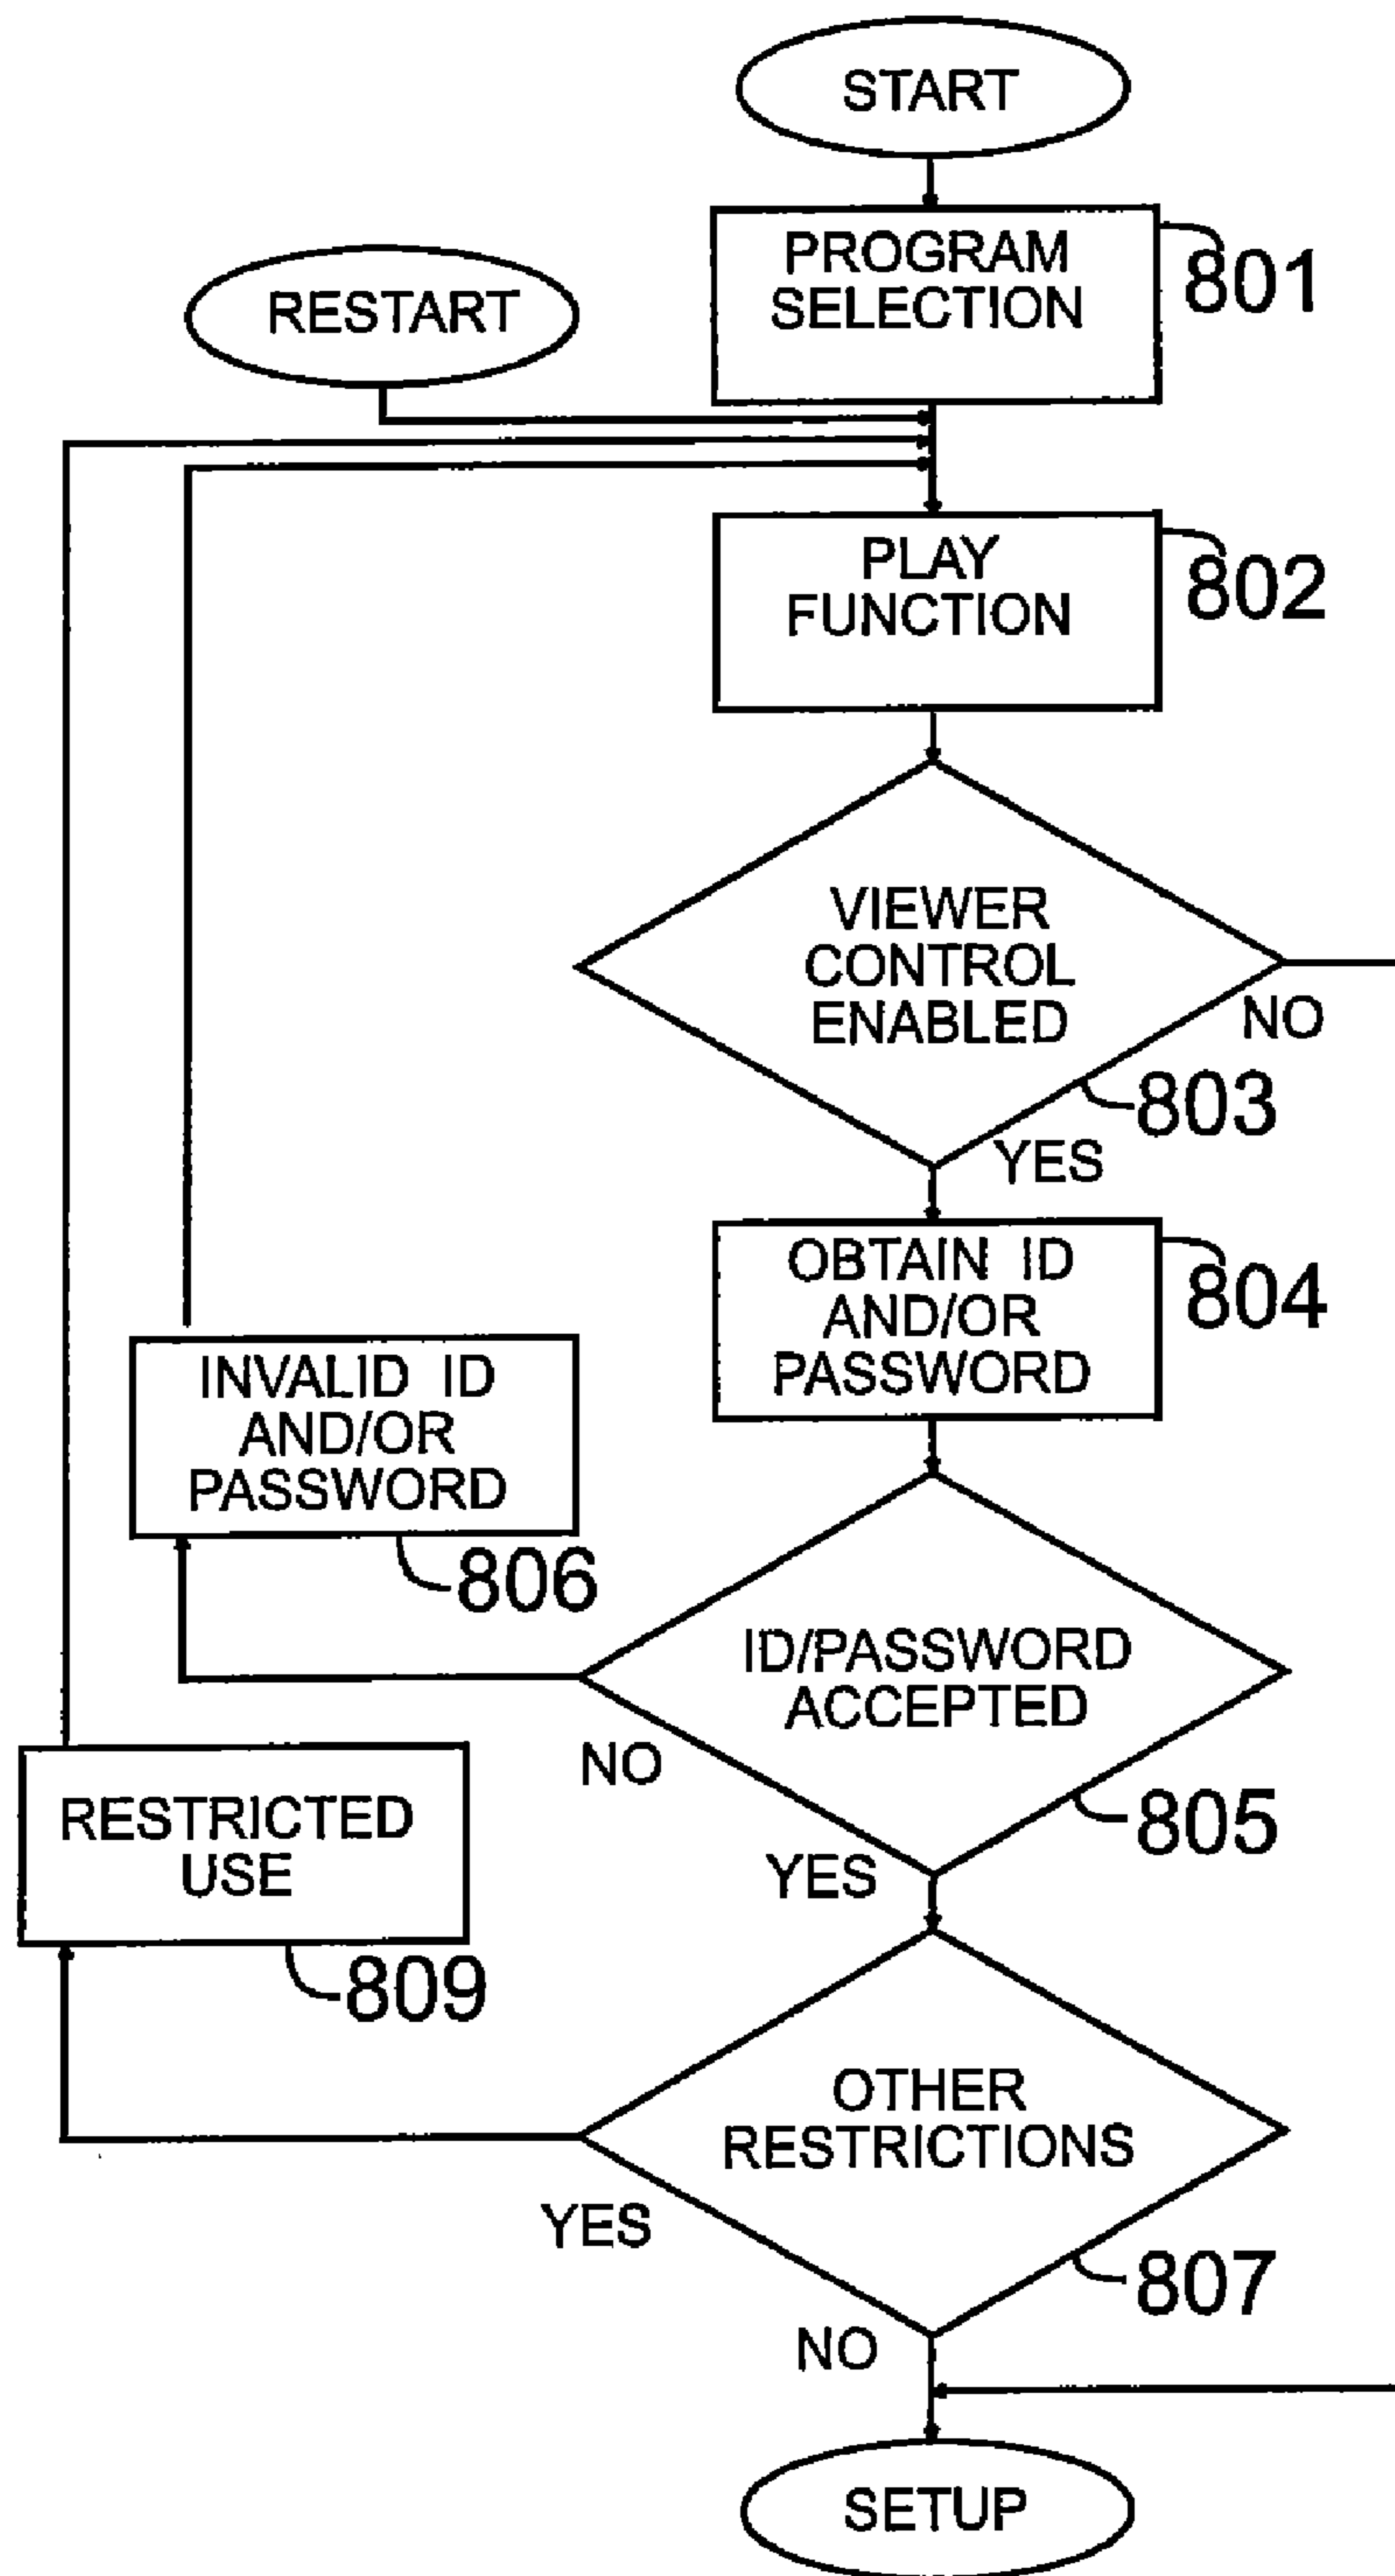 START
PROGRAM
SELECTION
801
RESTART
PLAY
FUNCTION
802
VIEWER
CONTROL
ENABLED
NO
803
YES
OBTAIN ID
AND/OR
PASSWORD
804
INVALID ID
AND/OR
PASSWORD
806
ID/PASSWORD
ACCEPTED
NO
805
YES
RESTRICTED
USE
809
OTHER
RESTRICTIONS
YES
807
NO
SETUP